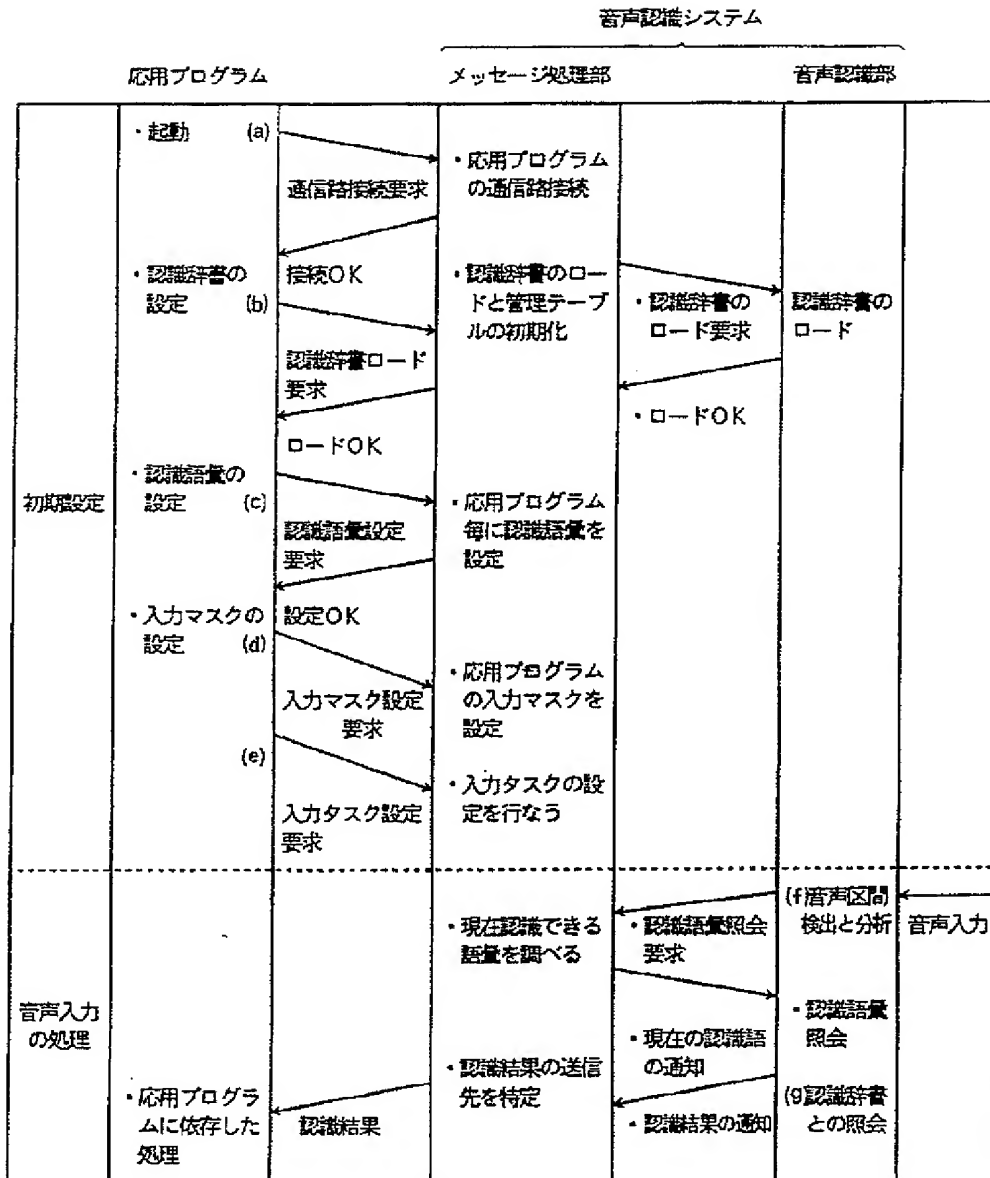 音声認識システム
応用プログラム
メッセージ処理部
音声認識部
初期設定
・起動 (a)
通信路接続要求
・応用プログラム
の通信路接続
接続OK
・認識辞書の
設定 (b)
認識辞書ロード
要求
・認識辞書のロー
ドと管理テーブ
ルの初期化
・認識辞書の
ロード要求
認識辞書の
ロード
・ロードOK
ロードOK
・認識語彙の
設定 (c)
認識語彙設定
要求
・応用プログラム
毎に認識語彙を
設定
設定OK
・入力マスクの
設定 (d)
入力マスク設定
要求
・応用プログラム
の入力マスクを
設定
(e)
入力タスク設定
要求
・入力タスクの設
定を行なう
音声入力
の処理
音声入力
(f)音声区間
検出と分析
・認識語彙照会
要求
・現在認識できる
語彙を調べる
・現在の認識語
の通知
・認識語彙
照会
(g)認識辞書
との照会
・認識結果の通知
・認識結果の送信
先を特定
認識結果
・応用プログラ
ムに依存した
処理